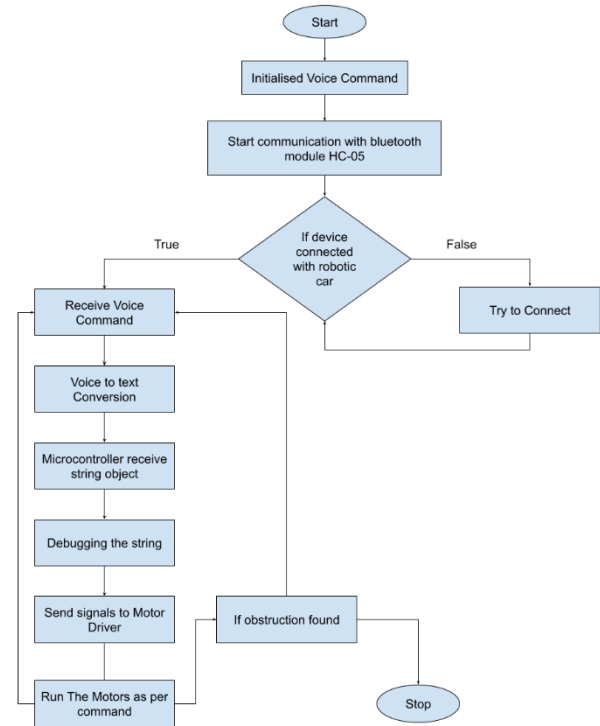 Start
Initialised Voice Command
Start communication with bluetooth
module HC-05
If device
connected
with robotic
car
True
False
Receive Voice
Command
Try to Connect
Voice to text
Conversion
Microcontroller receive
string object
Debugging the string
Send signals to Motor
Driver
If obstruction found
Run The Motors as per
command
Stop